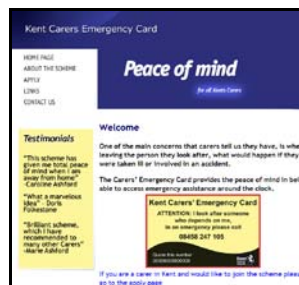 Kent Carers Emergency Card
HOME PAGE
ABOUT THE SCHEME
APPLY
LINKS
CONTACT US
Peace of mind
for all Kent Carers
Testimonials
"This scheme has
given me total peace
of mind when I am
away from home"
-Caroline Ashford
"What a marvelous
idea" - Doris
Folkestone
"Brilliant scheme,
which I have
recommended to
many other Carers"
-Marie Ashford
Welcome
One of the main concerns that carers tell us they have, is whe
leaving the person they look after, what would happen if they
were taken ill or involved in an accident.
The Carers' Emergency Card provides the peace of mind in bei
able to access emergency assistance around the clock.
Kent Carers' Emergency Card
ATTENTION: I look after someone
who depends on me,
in an emergency please call
08458 247 105
Quote this number
If you are a carer in Kent and would like to join the scheme please
go to the apply page